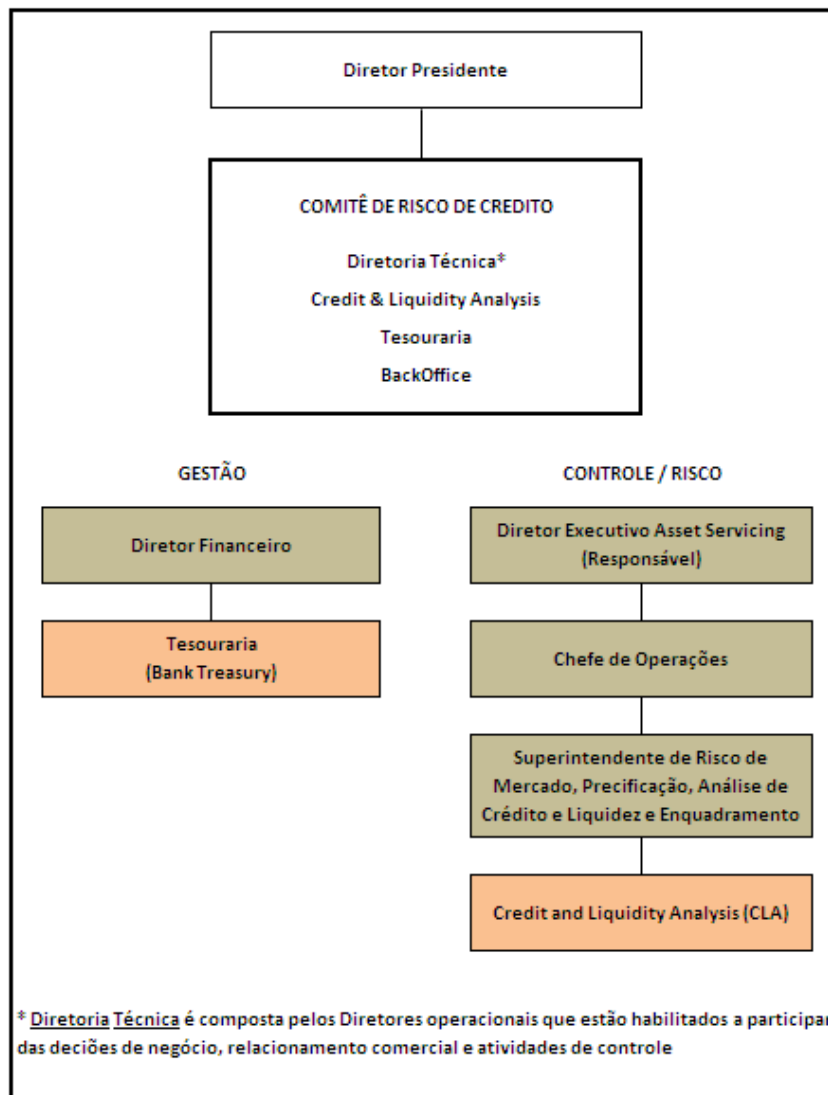 Diretor Presidente
COMITÊ DE RISCO DE CREDITO
Diretoria Técnica*
Credit & Liquidity Analysis
Tesouraria
BackOffice
GESTÃO
Diretor Financeiro
Tesouraria
(Bank Treasury)
CONTROLE / RISCO
Diretor Executivo Asset Servicing
(Responsável)
Chefe de Operações
Superintendente de Risco de
Mercado, Precificação, Análise de
Crédito e Liquidez e Enquadramento
Credit and Liquidity Analysis (CLA)
* Diretoria Técnica é composta pelos Diretores operacionais que estão habilitados a participar
das deciões de negócio, relacionamento comercial e atividades de controle